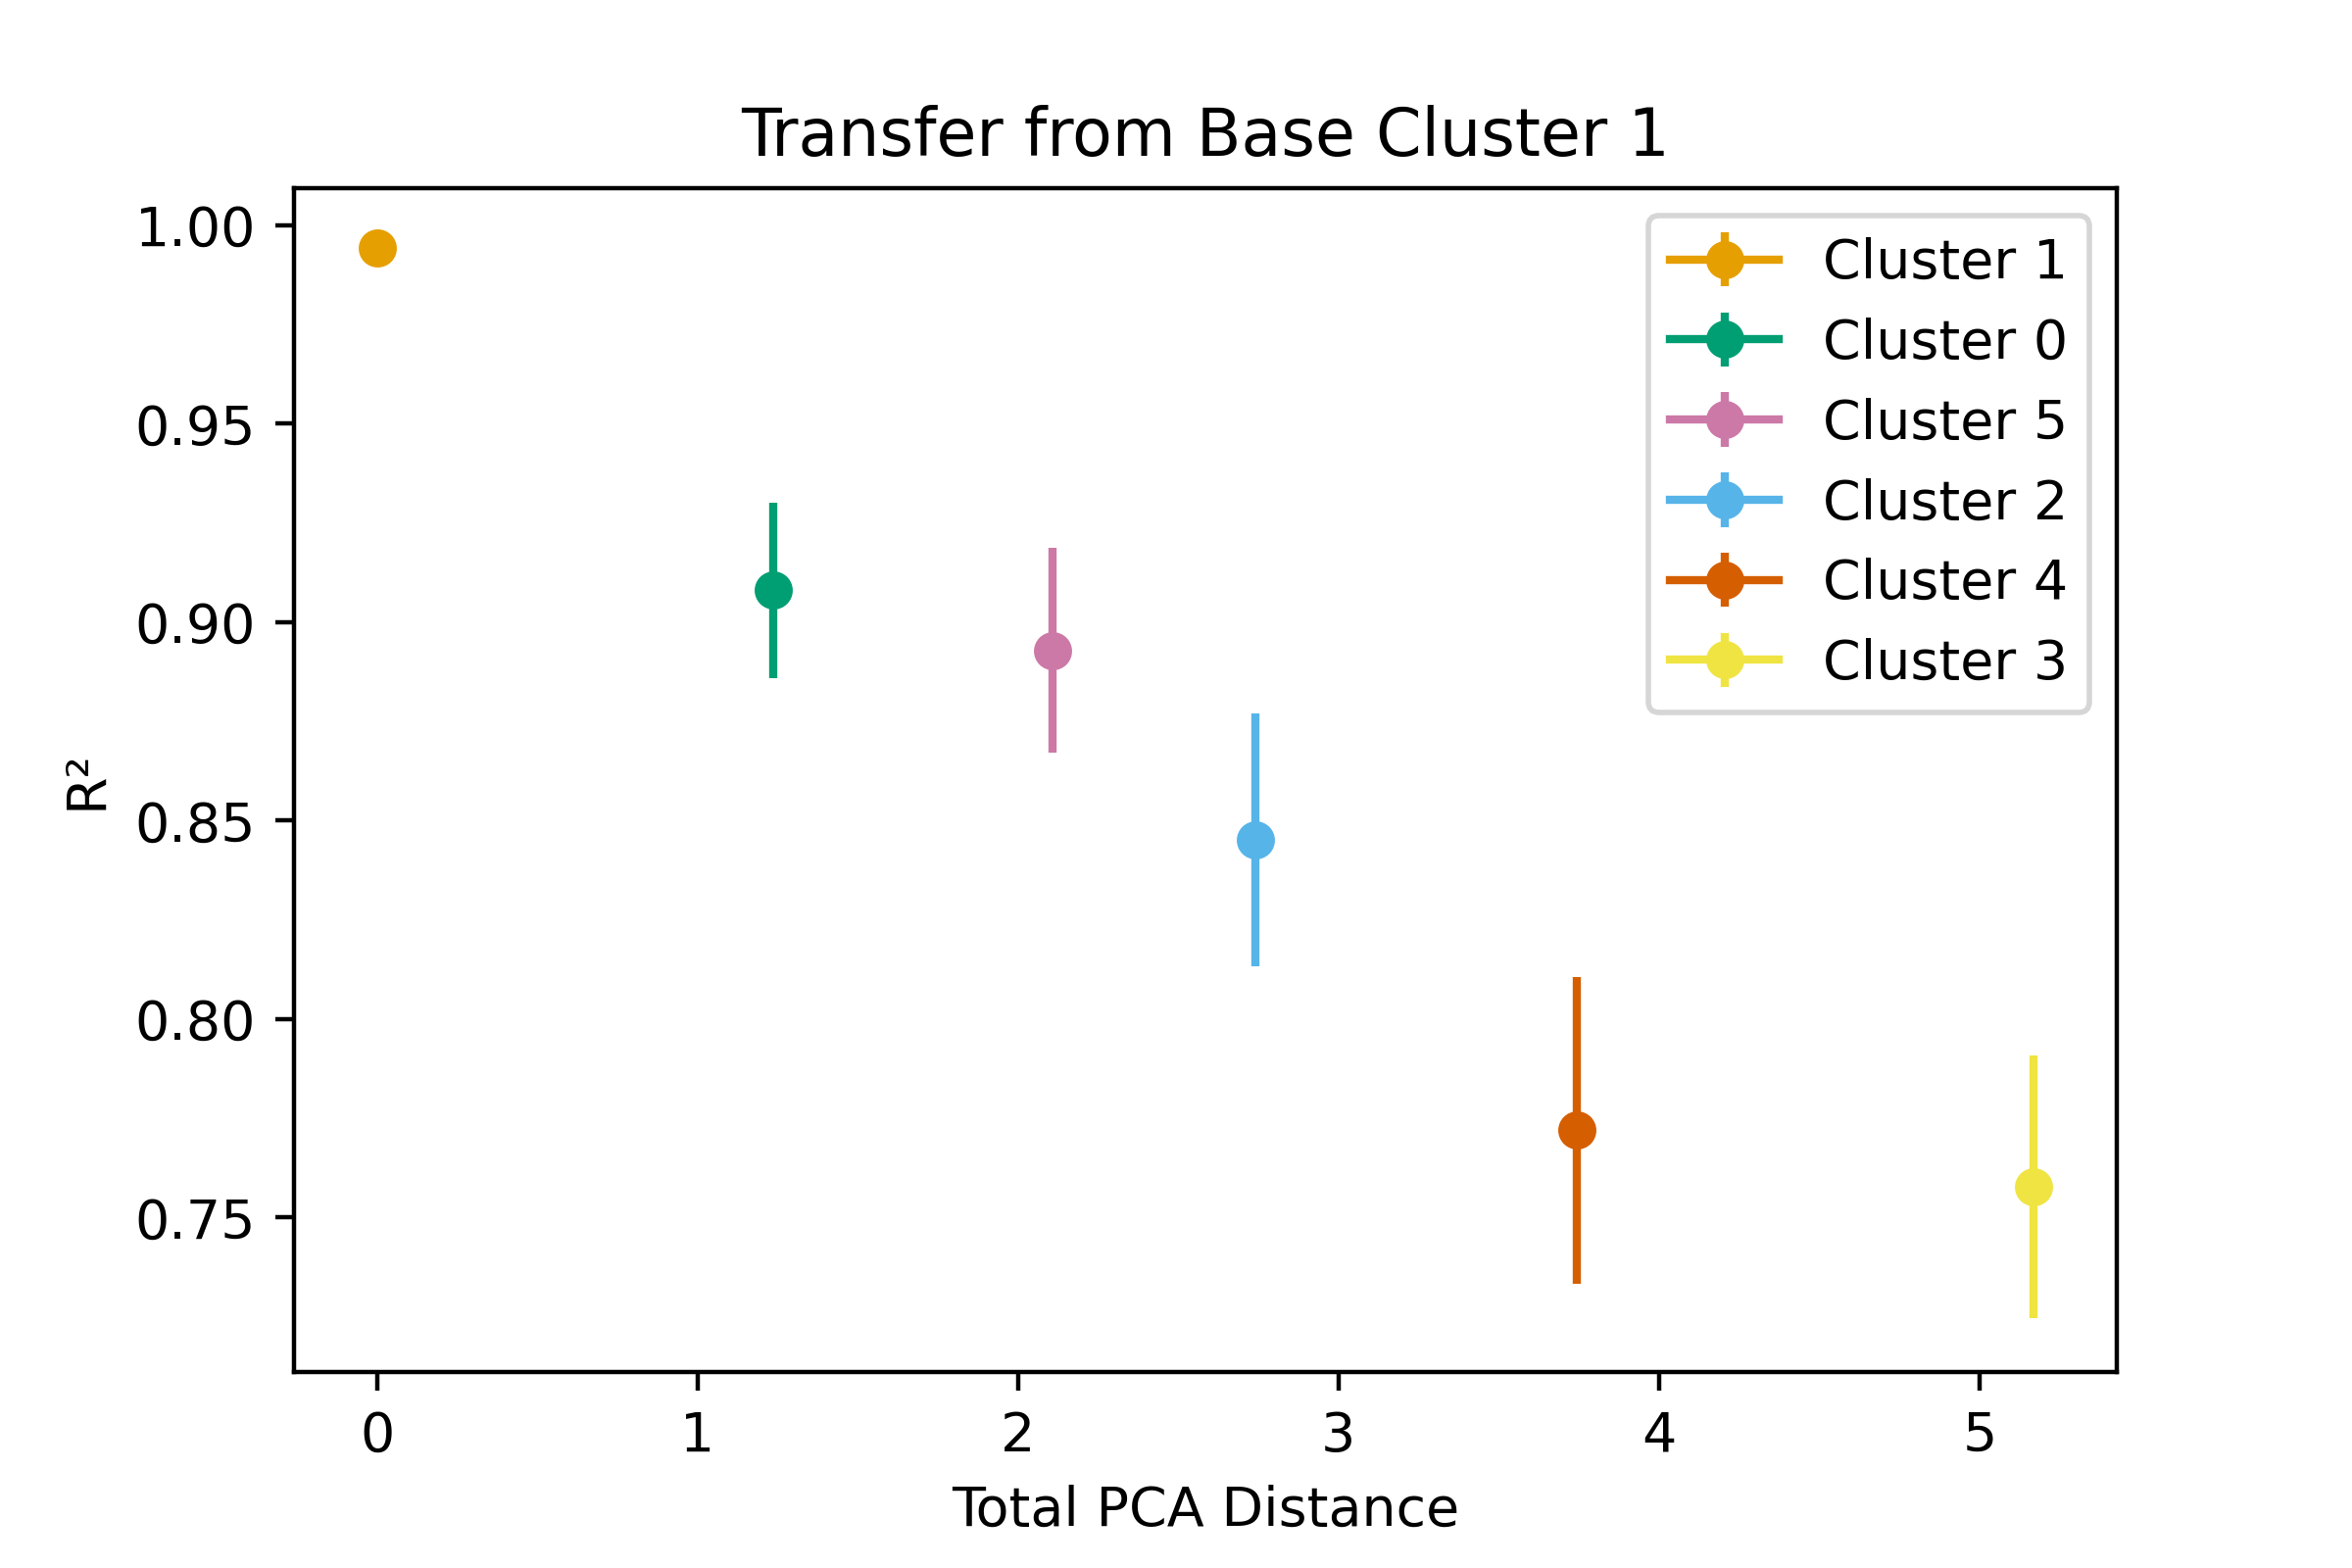 Transfer from Base Cluster 1
1.00
0.95
0.90
0.85
0.80
0.75
R²
Cluster 1
Cluster 0
Cluster 5
Cluster 2
Cluster 4
Cluster 3
0 1 2 3 4 5
Total PCA Distance